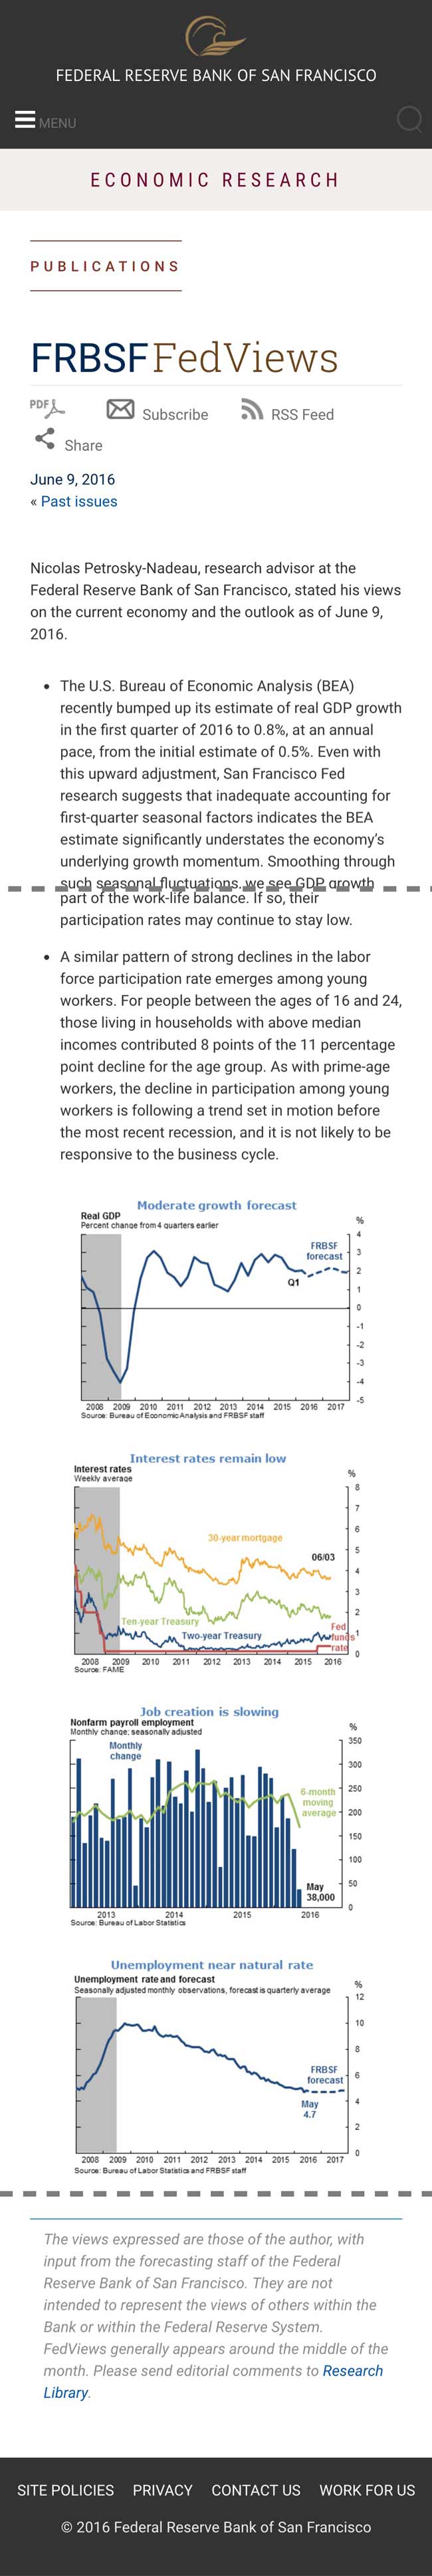 FEDERAL RESERVE BANK OF SAN FRANCISCO
MENU
ECONOMIC RESEARCH
PUBLICATIONS
FRBSF FedViews
PDF Subscribe RSS Feed
Share
June 9, 2016
« Past issues
Nicolas Petrosky-Nadeau, research advisor at the
Federal Reserve Bank of San Francisco, stated his views
on the current economy and the outlook as of June 9,
2016.
• The U.S. Bureau of Economic Analysis (BEA)
recently bumped up its estimate of real GDP growth
in the first quarter of 2016 to 0.8%, at an annual
pace, from the initial estimate of 0.5%. Even with
this upward adjustment, San Francisco Fed
research suggests that inadequate accounting for
first-quarter seasonal factors indicates the BEA
estimate significantly understates the economy's
underlying growth momentum. Smoothing through
such seasonal fluctuations, we see GDP growth
part of the work-life balance. If so, their
participation rates may continue to stay low.
• A similar pattern of strong declines in the labor
force participation rate emerges among young
workers. For people between the ages of 16 and 24,
those living in households with above median
incomes contributed 8 points of the 11 percentage
point decline for the age group. As with prime-age
workers, the decline in participation among young
workers is following a trend set in motion before
the most recent recession, and it is not likely to be
responsive to the business cycle.
Moderate growth forecast
Real GDP
Percent change from 4 quarters earlier
%
4
3
2
1
0
-1
-2
-3
-4
-5
FRBSF
forecast
Q1
2008 2009 2010 2011 2012 2013 2014 2015 2016 2017
Source: Bureau of Economic Analysis and FRBSF staff
Interest rates remain low
Interest rates
Weekly average
%
8
7
6
5
4
3
2
1
0
30-year mortgage
06/03
Ten-year Treasury
Two-year Treasury
Fed
funds
rate
2008 2009 2010 2011 2012 2013 2014 2015 2016
Source: FAME
Job creation is slowing
Nonfarm payroll employment
Monthly change; seasonally adjusted
%
350
300
250
200
150
100
50
0
Monthly
change
6-month
moving
average
May
38,000
2013 2014 2015 2016
Source: Bureau of Labor Statistics
Unemployment near natural rate
Unemployment rate and forecast
Seasonally adjusted monthly observations, forecast is quarterly average
%
12
10
8
6
4
2
0
FRBSF
forecast
May
4.7
2008 2009 2010 2011 2012 2013 2014 2015 2016 2017
Source: Bureau of Labor Statistics and FRBSF staff
The views expressed are those of the author, with
input from the forecasting staff of the Federal
Reserve Bank of San Francisco. They are not
intended to represent the views of others within the
Bank or within the Federal Reserve System.
FedViews generally appears around the middle of the
month. Please send editorial comments to Research
Library.
SITE POLICIES PRIVACY CONTACT US WORK FOR US
© 2016 Federal Reserve Bank of San Francisco